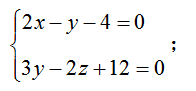 2x − y − 4 = 0
3y − 2z + 12 = 0 ;